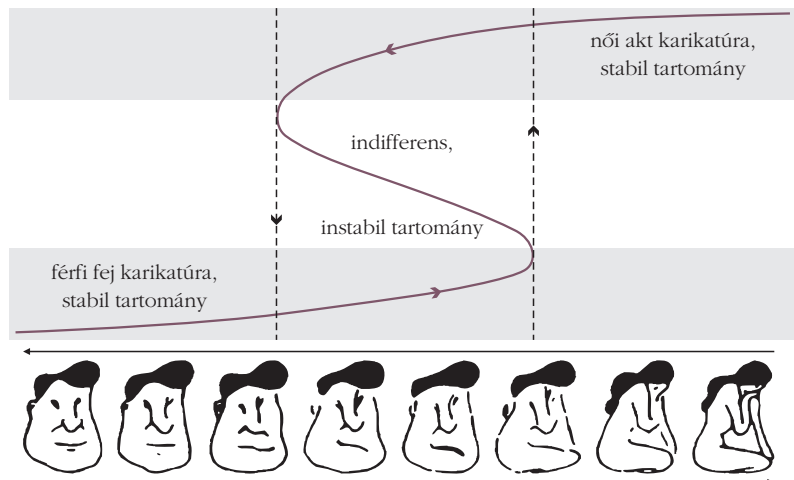 női akt karikatúra,
stabil tartomány
indifferens,
instabil tartomány
férfi fej karikatúra,
stabil tartomány